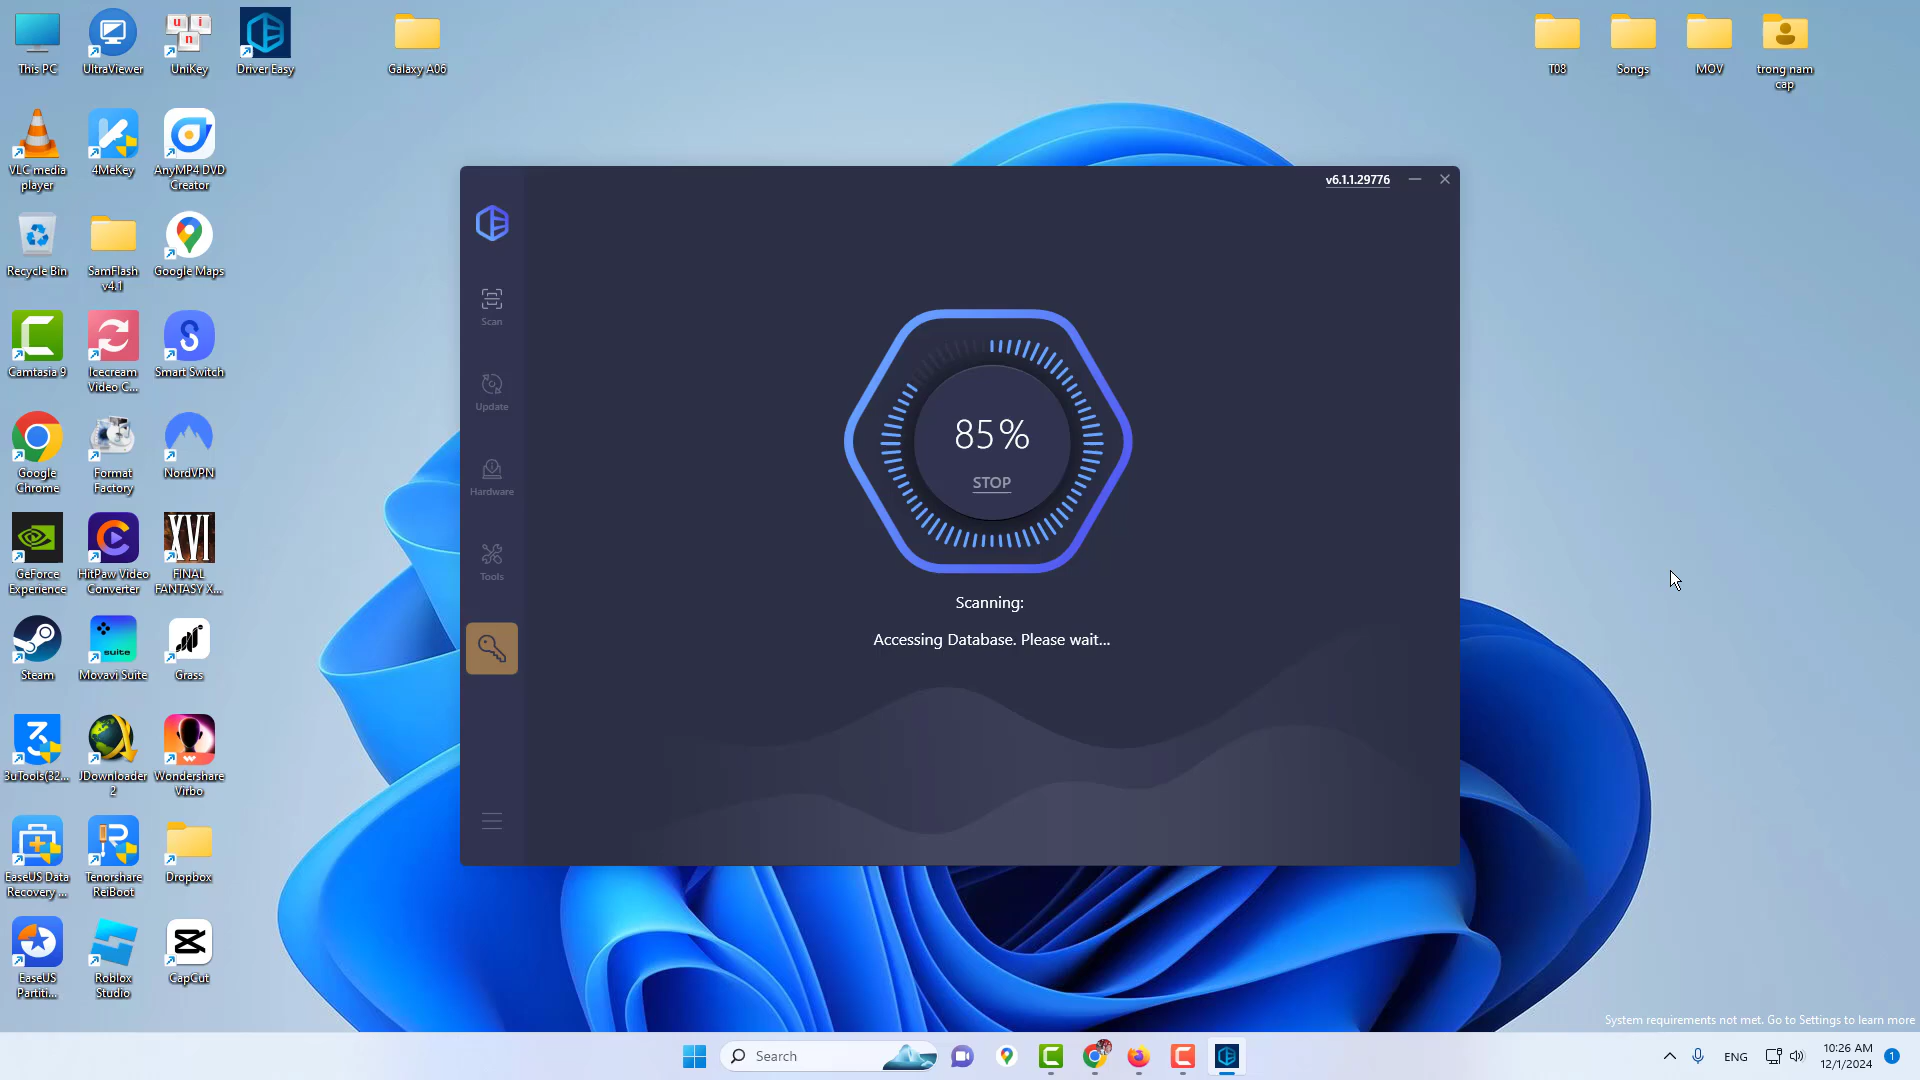 This PC
UltraViewer
u
i
n
UniKey
Driver Easy
Galaxy A06
T08
Songs
MOV
trong nam
cap
VLC media
player
4MeKey
AnyMP4 DVD
Creator
Recycle Bin
SamFlash
v4.1
Google Maps
Camtasia 9
Icecream
Video C...
Smart Switch
Google
Chrome
Format
Factory
NordVPN
GeForce
Experience
HitPaw Video
Converter
XVI
FINAL
FANTASY X...
Steam
suite
Movavi Suite
Grass
3uTools(32...
JDownloader
2
Wondershare
Virbo
EaseUS Data
Recovery ...
Tenorshare
ReiBoot
Dropbox
EaseUS
Partiti...
Roblox
Studio
CapCut
v6.1.1.29776
Scan
Update
Hardware
Tools
85%
STOP
Scanning:
Accessing Database. Please wait...
System requirements not met. Go to Settings to learn more
Search
ENG
10:26 AM
12/1/2024
1